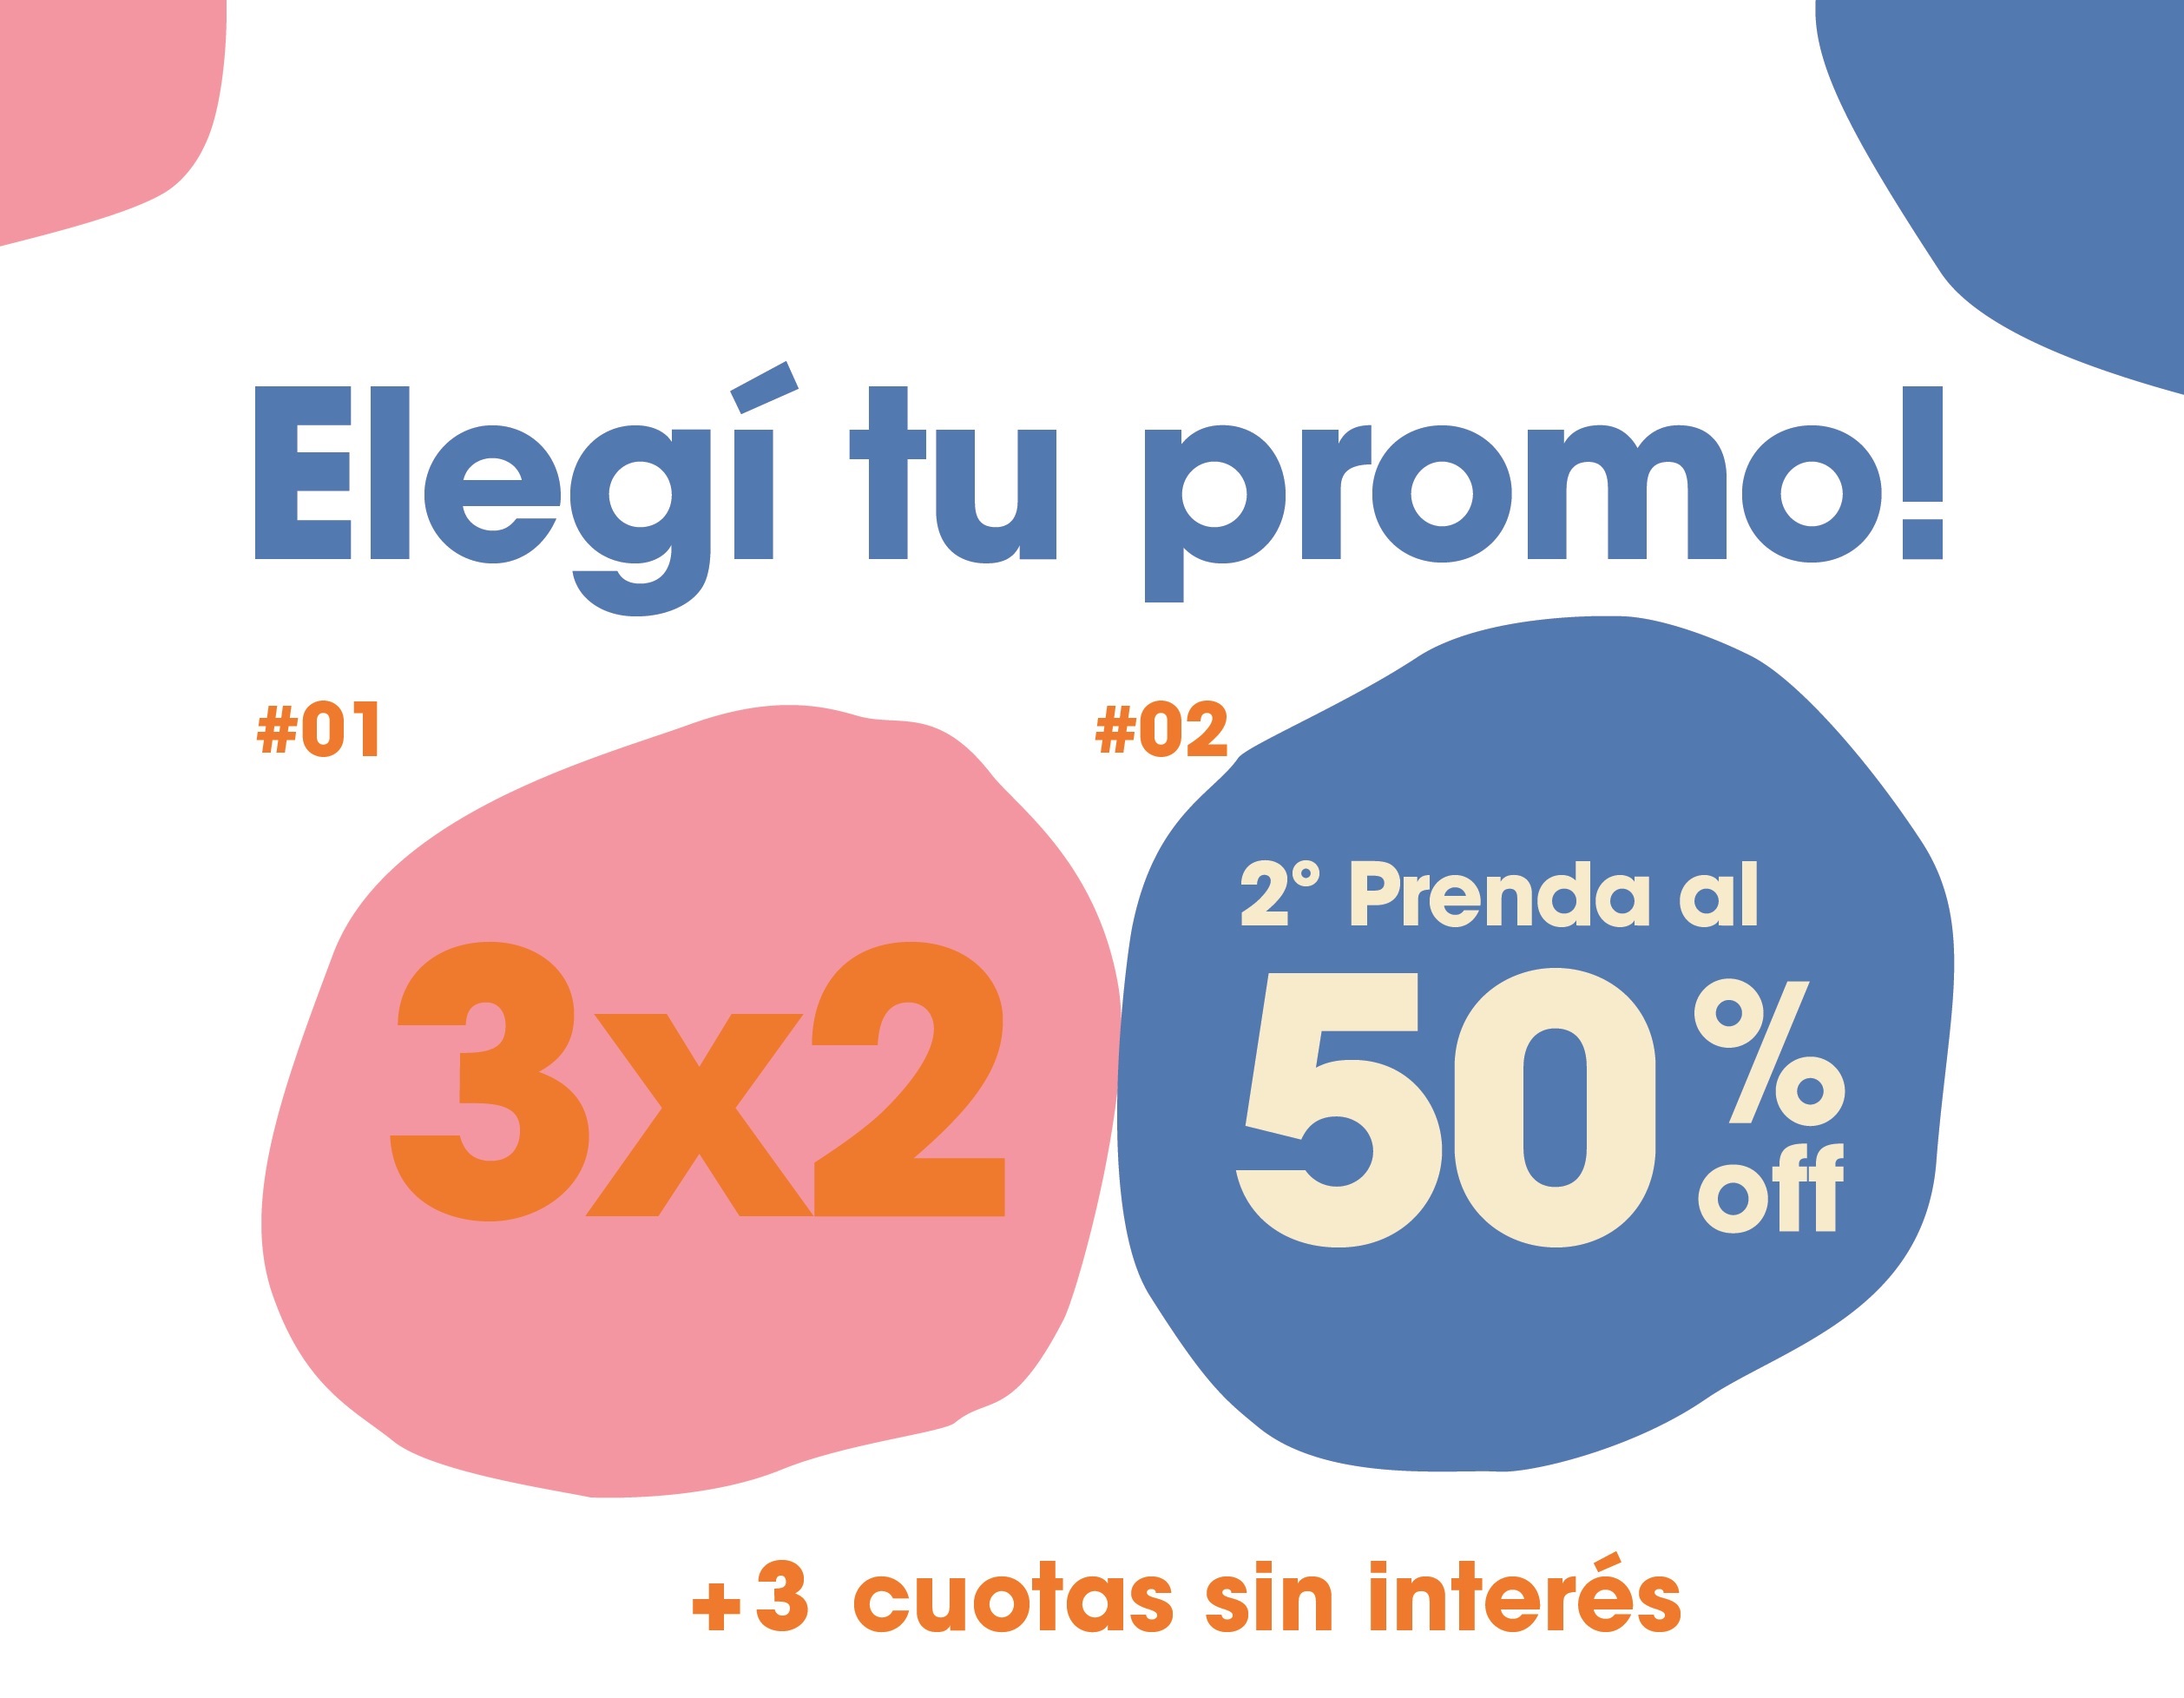 Elegí tu promo!
#01
3x2
#02
2° Prenda al
50% off
+3 cuotas sin interés